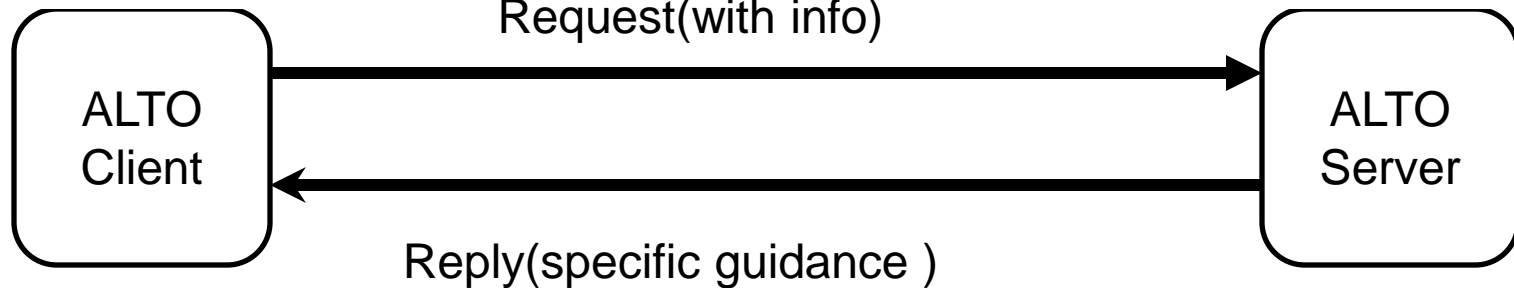 Request(with info)
ALTO
Client
ALTO
Server
Reply(specific guidance )